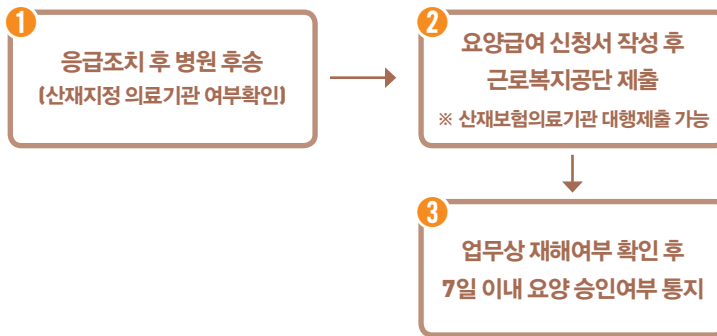 1
응급조치 후 병원 후송
(산재지정 의료기관 여부확인)
2
요양급여 신청서 작성 후
근로복지공단 제출
※ 산재보험의료기관 대행제출 가능
3
업무상 재해여부 확인 후
7일 이내 요양 승인여부 통지